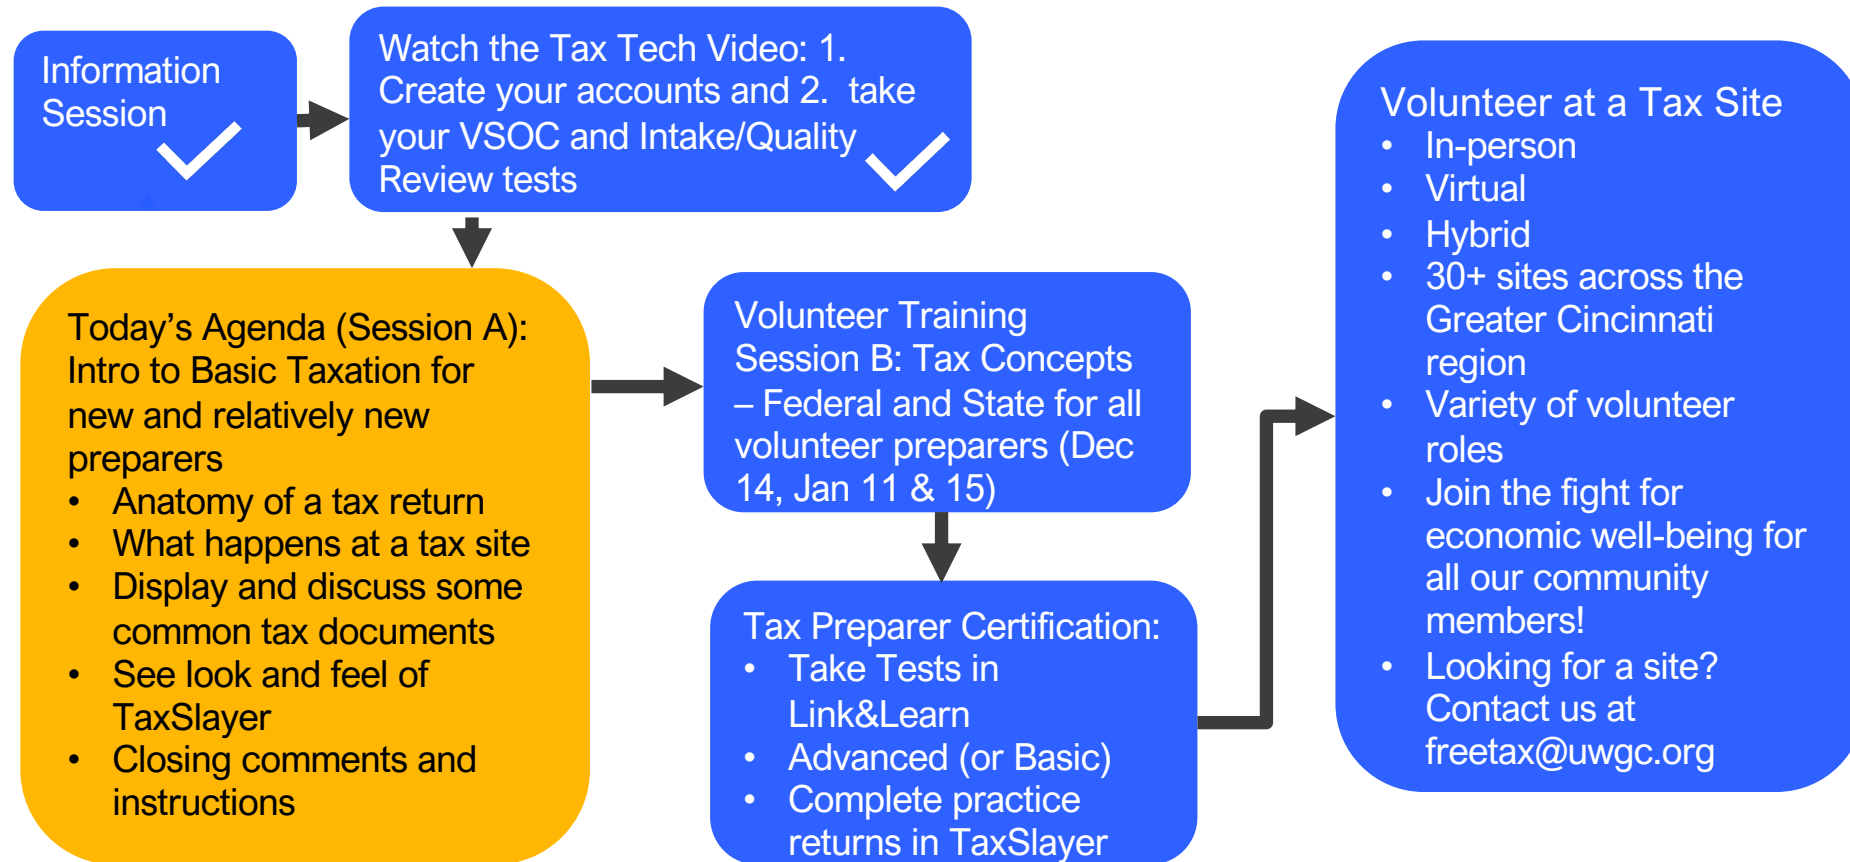 Information
Session
Watch the Tax Tech Video: 1.
Create your accounts and 2.  take
your VSOC and Intake/Quality
Review tests
Today’s Agenda (Session A):
Intro to Basic Taxation for
new and relatively new
preparers
• Anatomy of a tax return
• What happens at a tax site
• Display and discuss some
common tax documents
• See look and feel of
TaxSlayer
• Closing comments and
instructions
Volunteer Training
Session B: Tax Concepts
– Federal and State for all
volunteer preparers (Dec
14, Jan 11 & 15)
Tax Preparer Certification:
• Take Tests in
Link&Learn
• Advanced (or Basic)
• Complete practice
returns in TaxSlayer
Volunteer at a Tax Site
• In-person
• Virtual
• Hybrid
• 30+ sites across the
Greater Cincinnati
region
• Variety of volunteer
roles
• Join the fight for
economic well-being for
all our community
members!
• Looking for a site?
Contact us at
freetax@uwgc.org